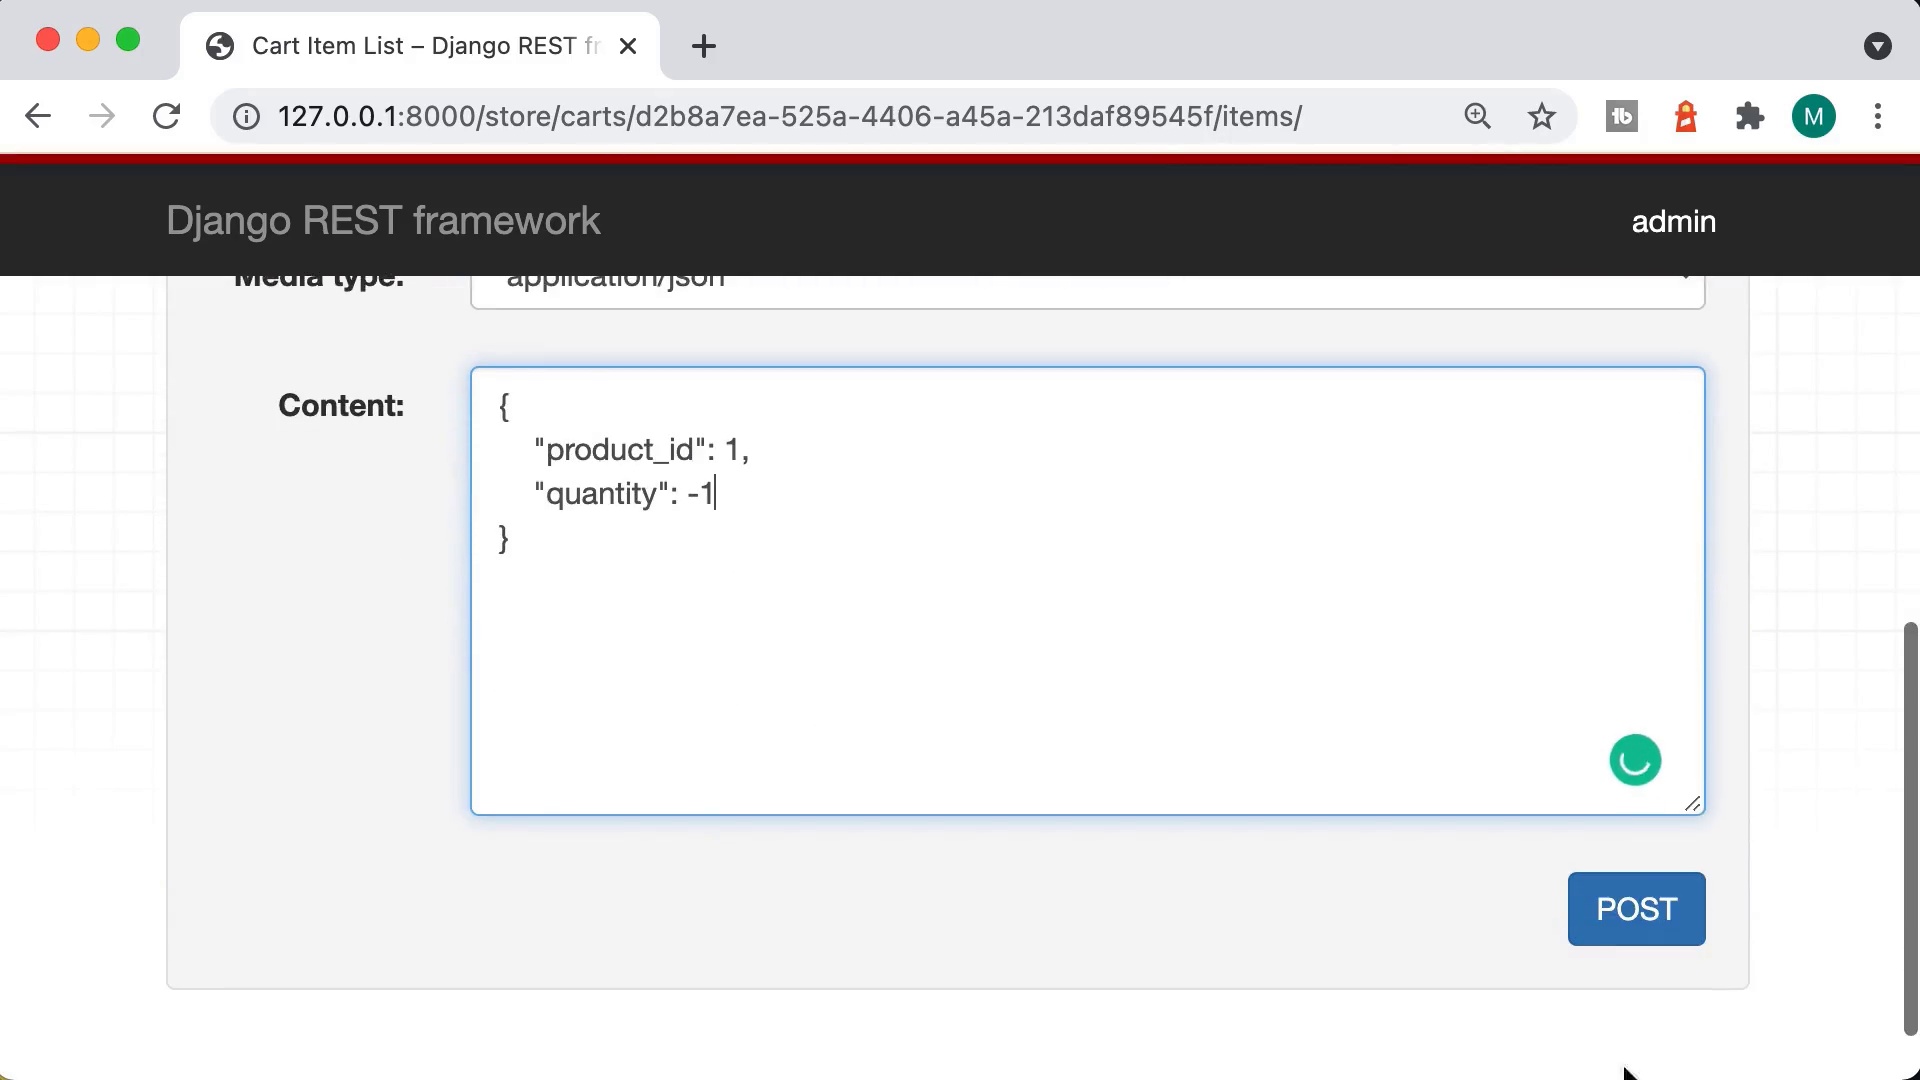 Cart Item List – Django REST fr
127.0.0.1:8000/store/carts/d2b8a7ea-525a-4406-a45a-213daf89545f/items/
M
Django REST framework
admin
Media type:
application/json
Content:
{
"product_id": 1,
"quantity": -1
}
POST